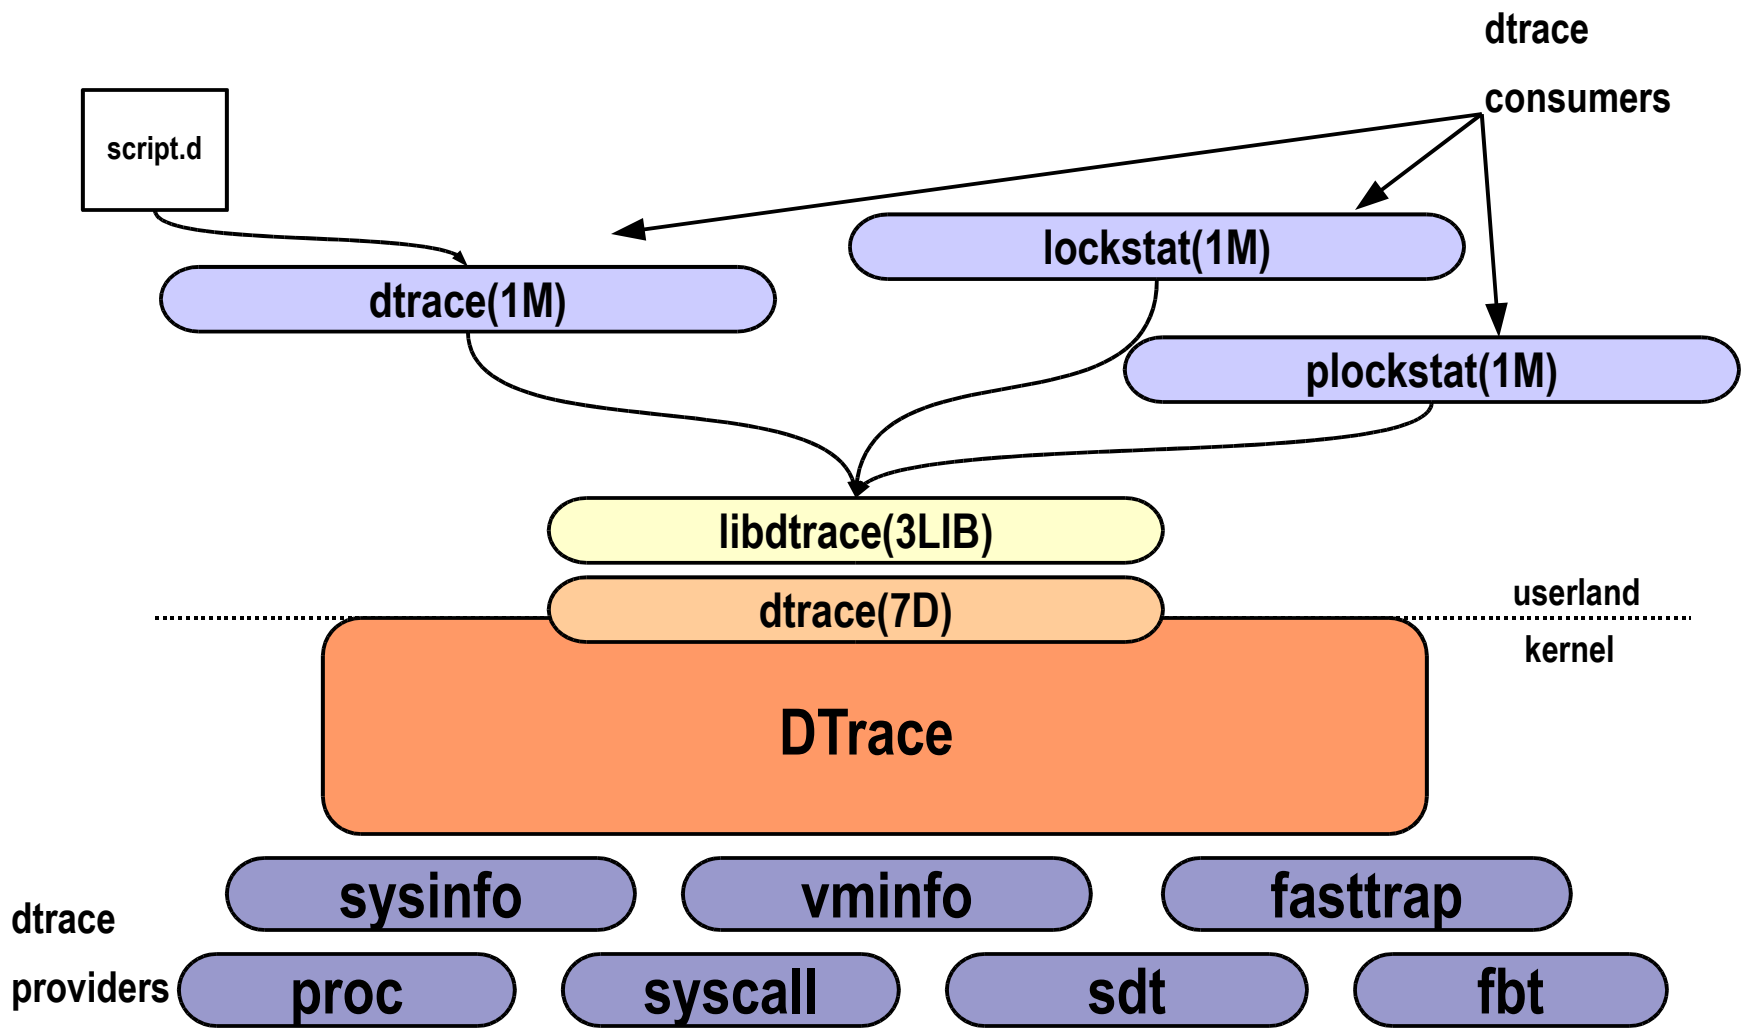 dtrace
consumers
script.d
lockstat(1M)
dtrace(1M)
plockstat(1M)
libdtrace(3LIB)
dtrace(7D)
userland
kernel
DTrace
sysinfo vminfo fasttrap
dtrace
providers
proc syscall sdt fbt